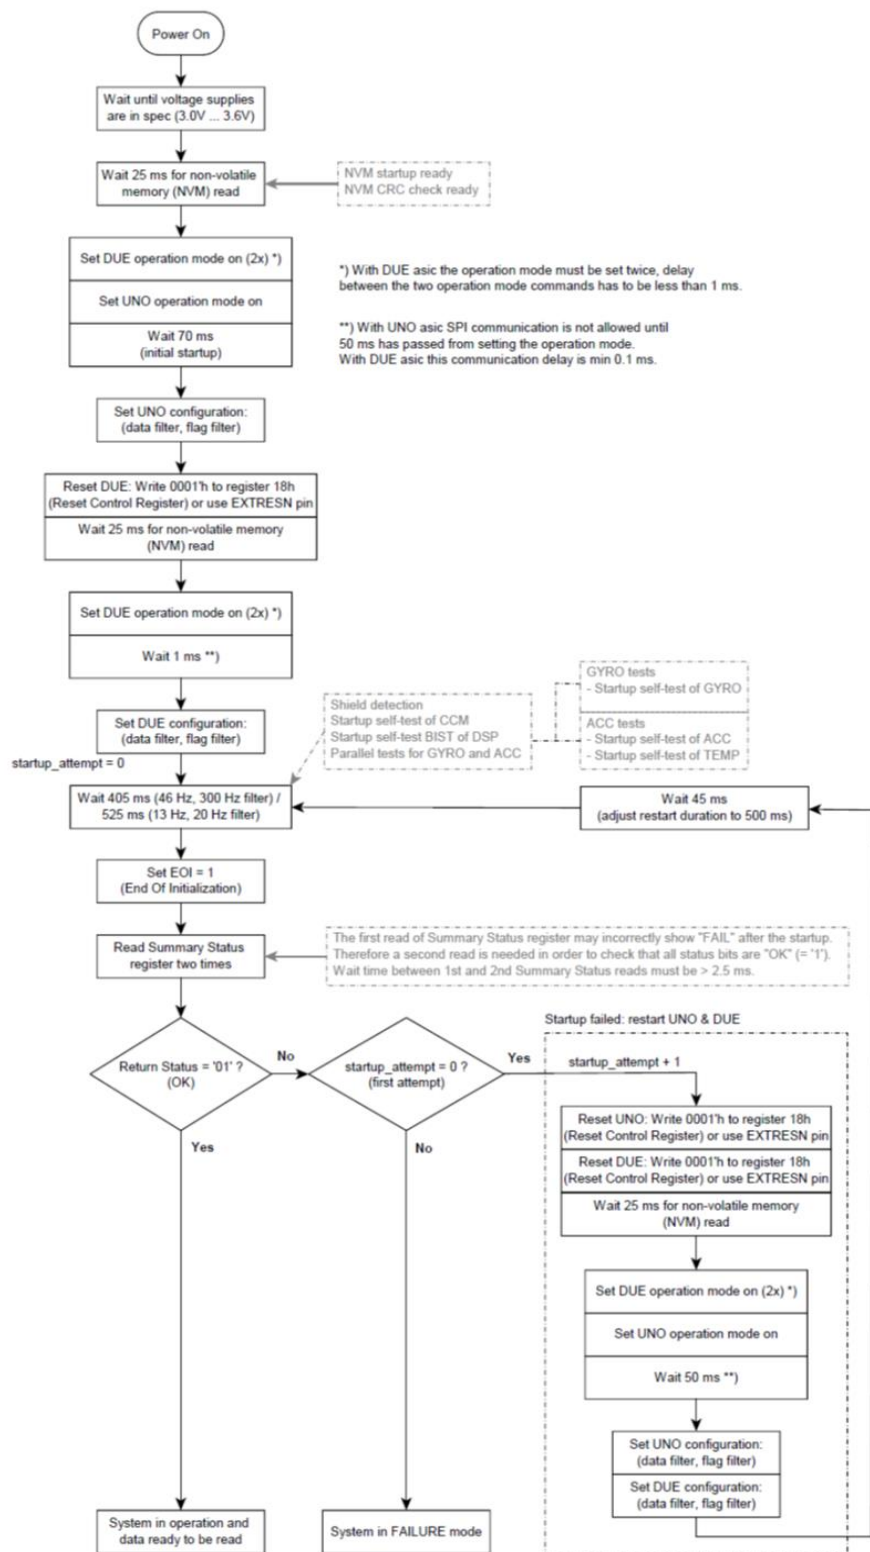 Power On
Wait until voltage supplies
are in spec (3.0V ... 3.6V)
Wait 25 ms for non-volatile
memory (NVM) read
NVM startup ready
NVM CRC check ready
Set DUE operation mode on (2x) *)
Set UNO operation mode on
Wait 70 ms
(initial startup)
*) With DUE asic the operation mode must be set twice, delay
between the two operation mode commands has to be less than 1 ms.
**) With UNO asic SPI communication is not allowed until
50 ms has passed from setting the operation mode.
With DUE asic this communication delay is min 0.1 ms.
Set UNO configuration:
(data filter, flag filter)
Reset DUE: Write 0001'h to register 18h
(Reset Control Register) or use EXTRESN pin
Wait 25 ms for non-volatile memory
(NVM) read
Set DUE operation mode on (2x) *)
Wait 1 ms **)
Set DUE configuration:
(data filter, flag filter)
startup_attempt = 0
Shield detection
Startup self-test of CCM
Startup self-test BIST of DSP
Parallel tests for GYRO and ACC
GYRO tests
- Startup self-test of GYRO
ACC tests
- Startup self-test of ACC
- Startup self-test of TEMP
Wait 405 ms (46 Hz, 300 Hz filter) /
525 ms (13 Hz, 20 Hz filter)
Wait 45 ms
(adjust restart duration to 500 ms)
Set EOI = 1
(End Of Initialization)
Read Summary Status
register two times
The first read of Summary Status register may incorrectly show "FAIL" after the startup.
Therefore a second read is needed in order to check that all status bits are "OK" (= '1').
Wait time between 1st and 2nd Summary Status reads must be > 2.5 ms.
Return Status = '01' ?
(OK)
No
Yes
startup_attempt = 0 ?
(first attempt)
Yes
No
Startup failed: restart UNO & DUE
startup_attempt + 1
Reset UNO: Write 0001'h to register 18h
(Reset Control Register) or use EXTRESN pin
Reset DUE: Write 0001'h to register 18h
(Reset Control Register) or use EXTRESN pin
Wait 25 ms for non-volatile memory
(NVM) read
Set DUE operation mode on (2x) *)
Set UNO operation mode on
Wait 50 ms **)
Set UNO configuration:
(data filter, flag filter)
Set DUE configuration:
(data filter, flag filter)
System in operation and
data ready to be read
System in FAILURE mode